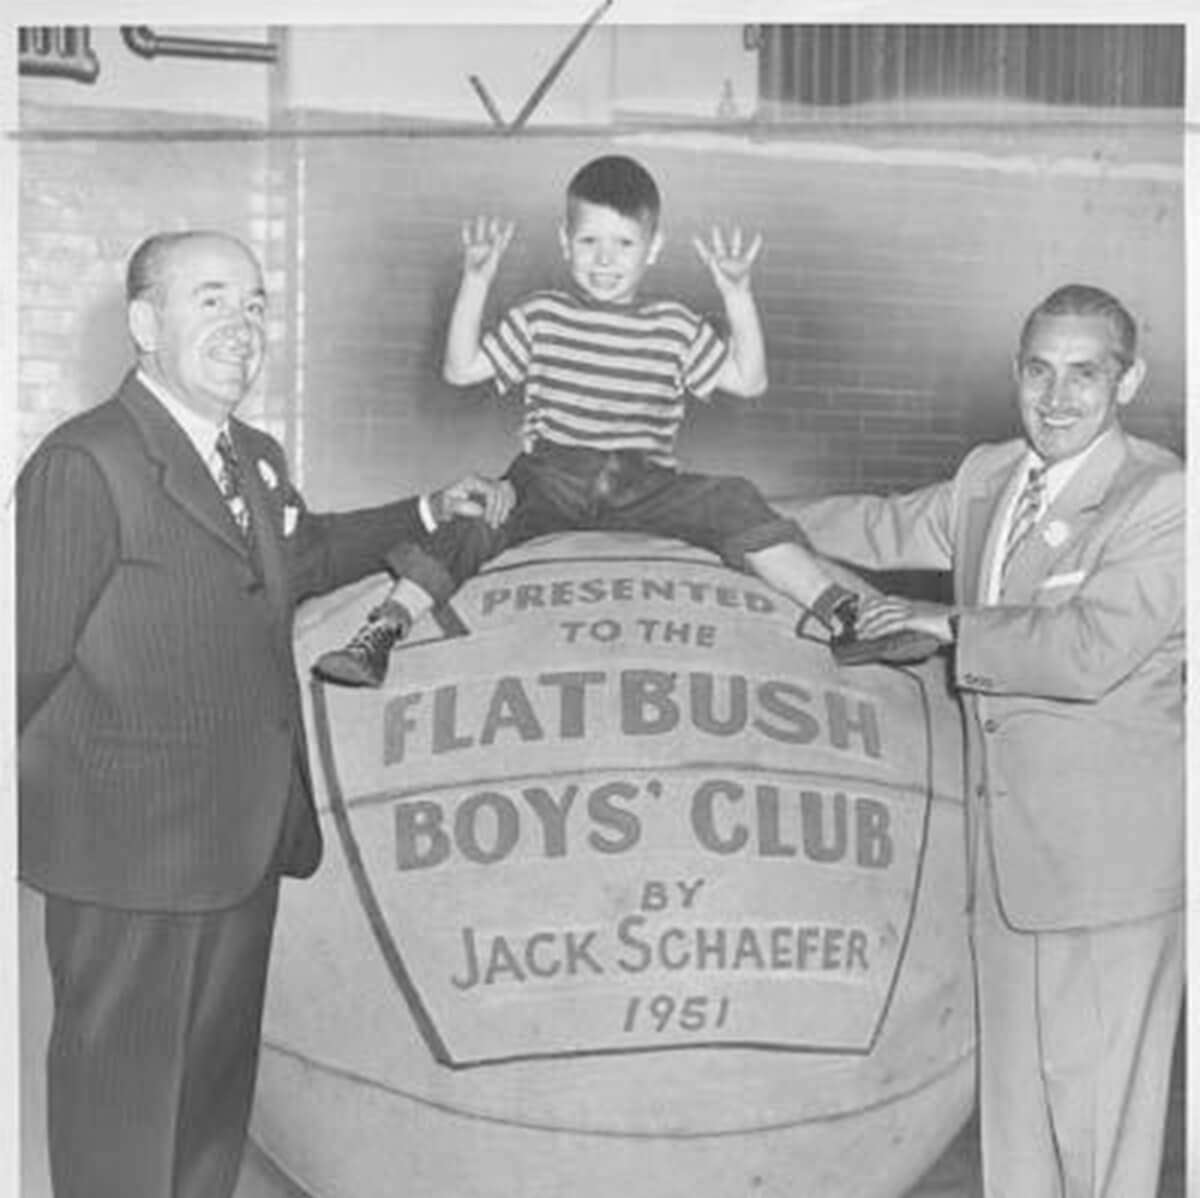 PRESENTED
TO THE
FLATBUSH
BOYS' CLUB
BY
JACK SCHAEFER
1951